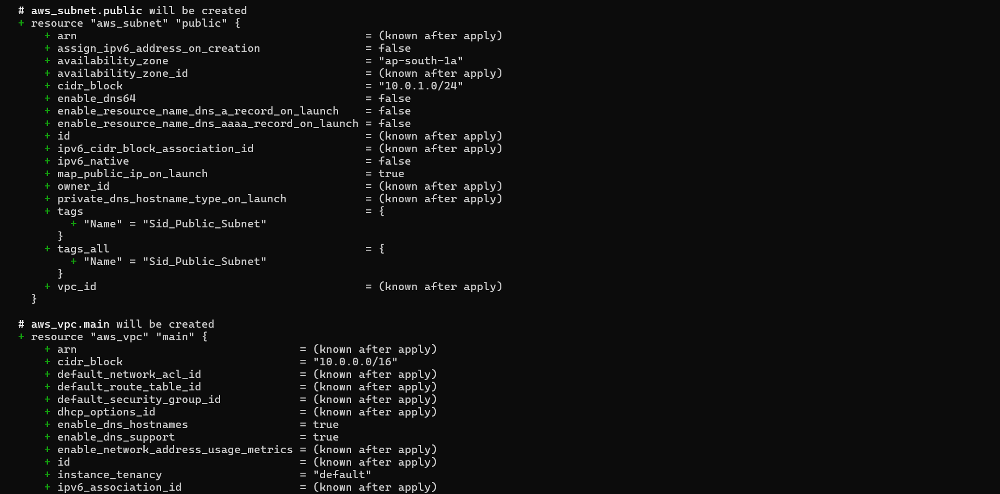 # aws_subnet.public will be created
+ resource "aws_subnet" "public" {
+ arn = (known after apply)
+ assign_ipv6_address_on_creation = false
+ availability_zone = "ap-south-1a"
+ availability_zone_id = (known after apply)
+ cidr_block = "10.0.1.0/24"
+ enable_dns64 = false
+ enable_resource_name_dns_a_record_on_launch = false
+ enable_resource_name_dns_aaaa_record_on_launch = false
+ id = (known after apply)
+ ipv6_cidr_block_association_id = (known after apply)
+ ipv6_native = false
+ map_public_ip_on_launch = true
+ owner_id = (known after apply)
+ private_dns_hostname_type_on_launch = (known after apply)
+ tags = {
+ "Name" = "Sid_Public_Subnet"
}
+ tags_all = {
+ "Name" = "Sid_Public_Subnet"
}
+ vpc_id = (known after apply)
}
# aws_vpc.main will be created
+ resource "aws_vpc" "main" {
+ arn = (known after apply)
+ cidr_block = "10.0.0.0/16"
+ default_network_acl_id = (known after apply)
+ default_route_table_id = (known after apply)
+ default_security_group_id = (known after apply)
+ dhcp_options_id = (known after apply)
+ enable_dns_hostnames = true
+ enable_dns_support = true
+ enable_network_address_usage_metrics = (known after apply)
+ id = (known after apply)
+ instance_tenancy = "default"
+ ipv6_association_id = (known after apply)